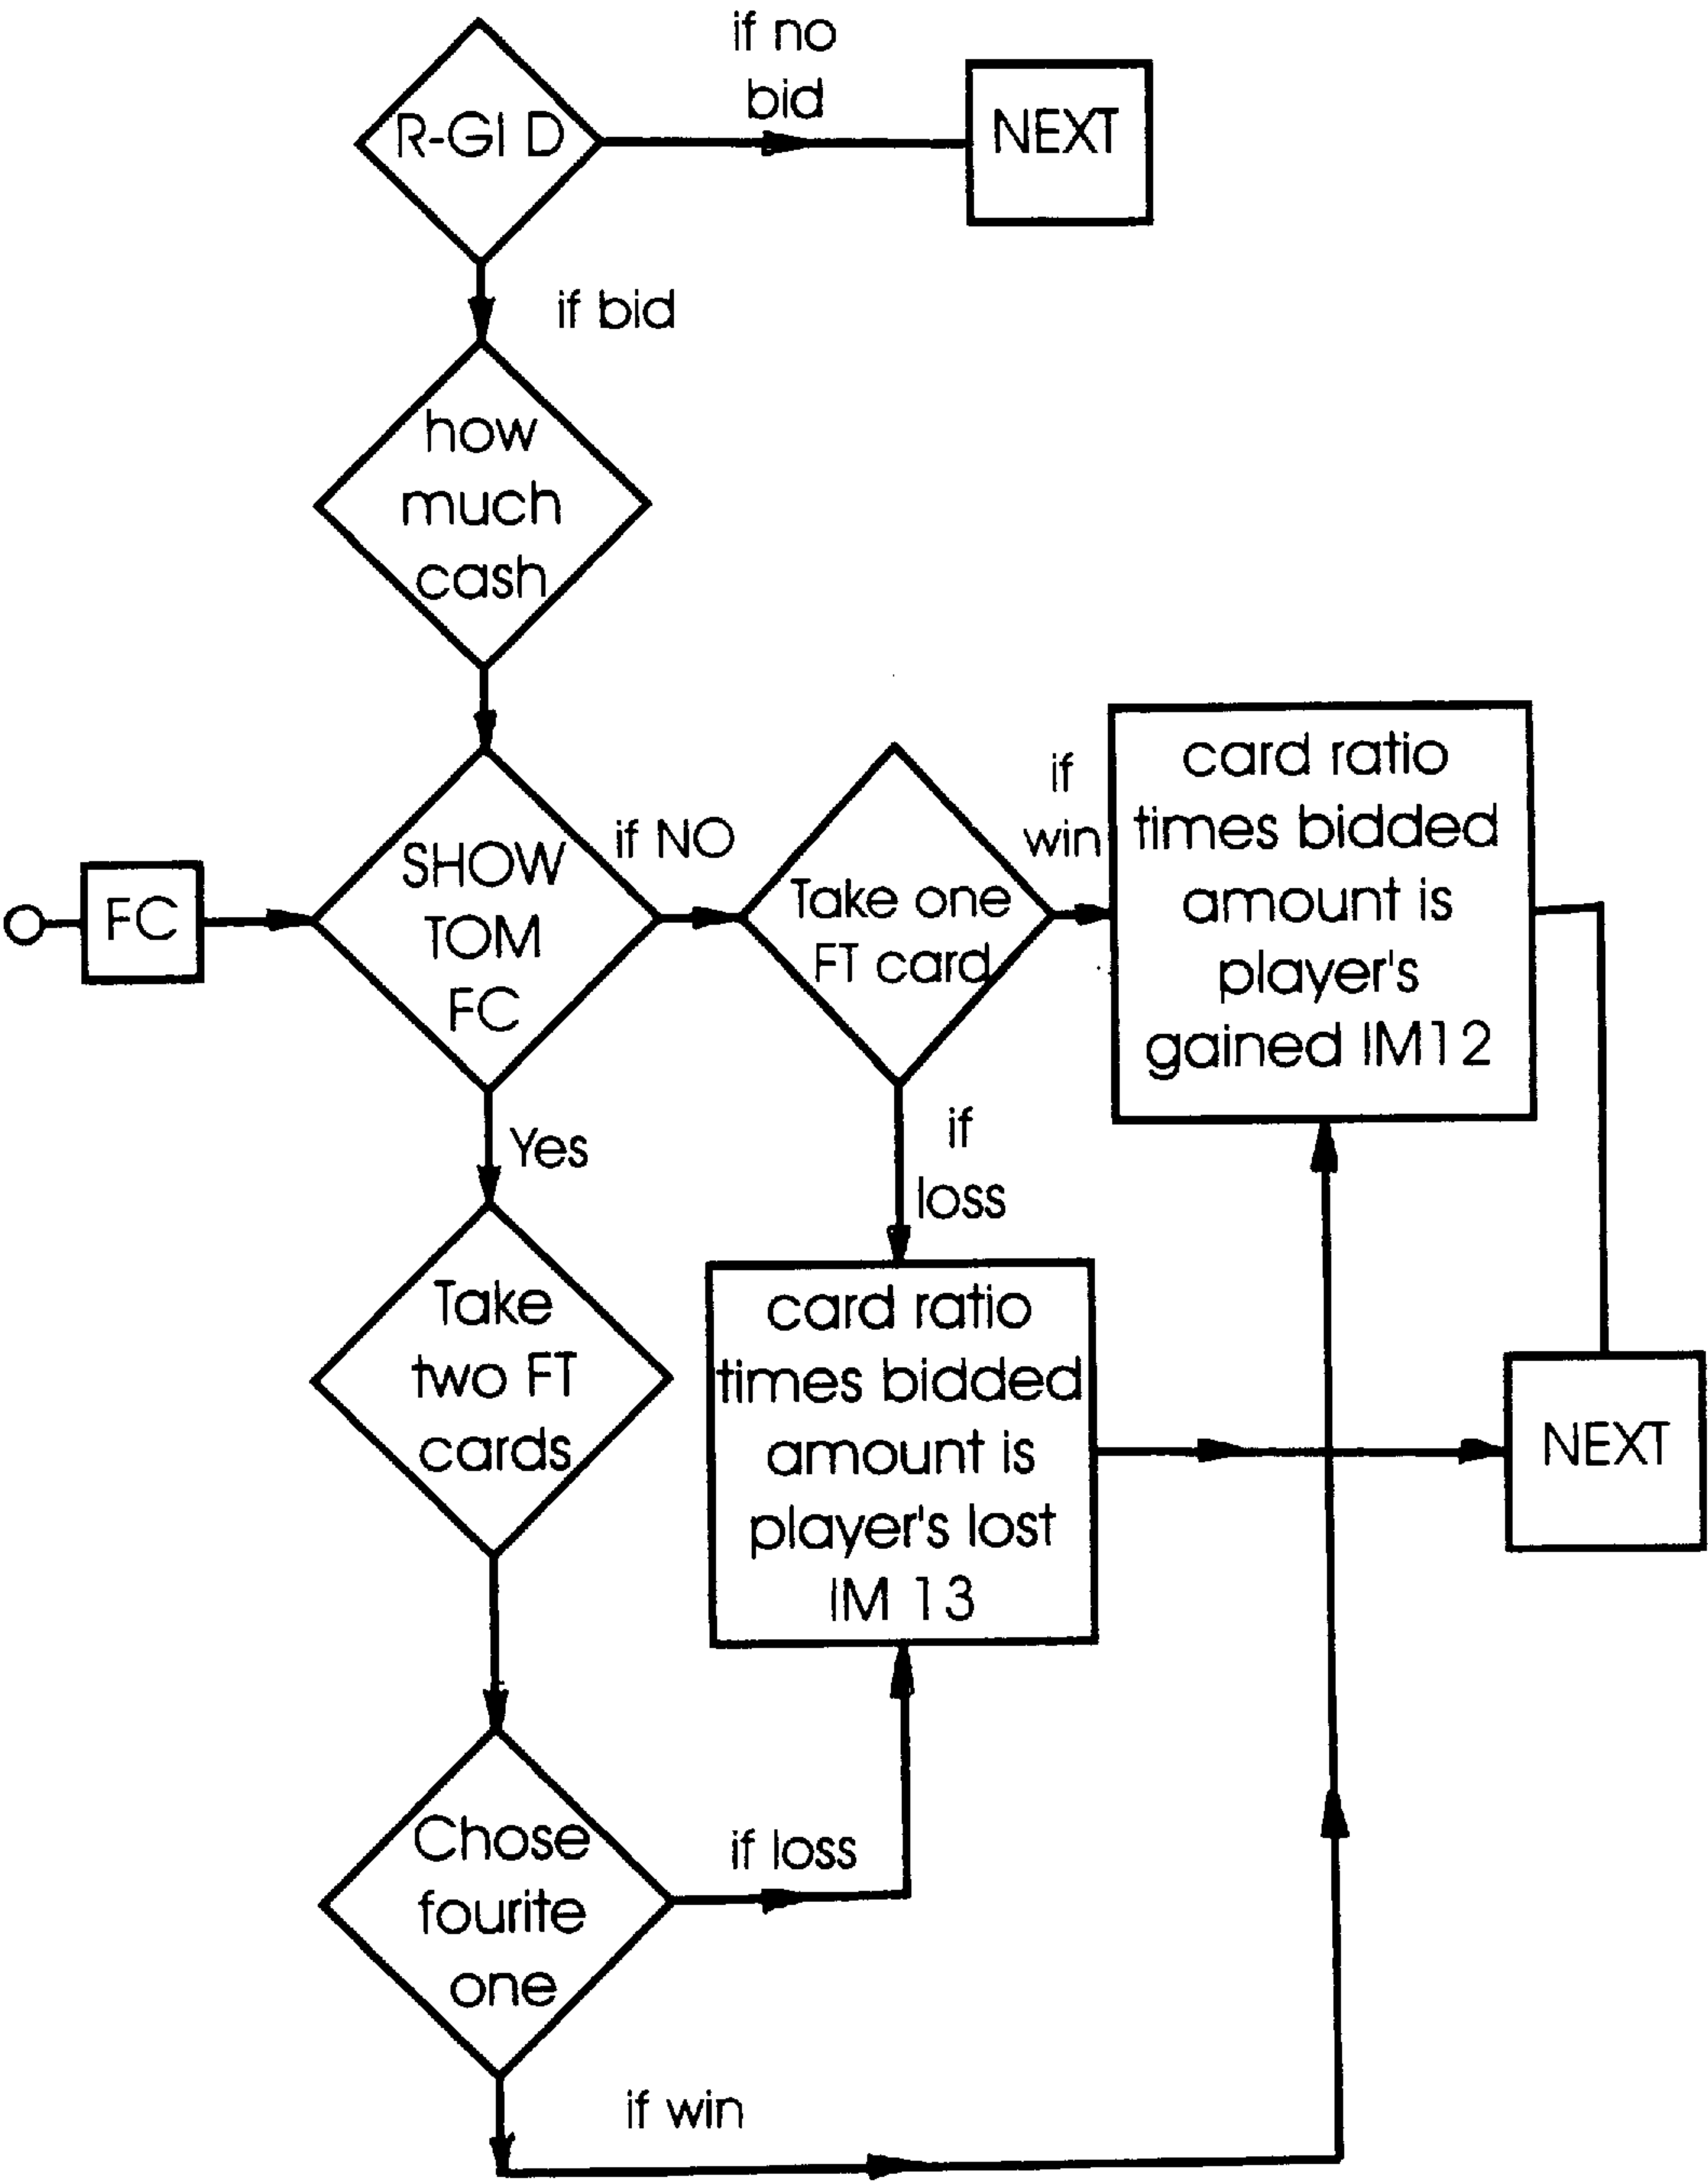 if no
bid
R-GI D
NEXT
if bid
how
much
cash
FC
SHOW
TOM
FC
if NO
Take one
FT card
if
win
card ratio
times bidded
amount is
player's
gained IM12
Yes
if
loss
Take
two FT
cards
card ratio
times bidded
amount is
player's lost
IM 13
NEXT
Chose
fourite
one
if loss
if win